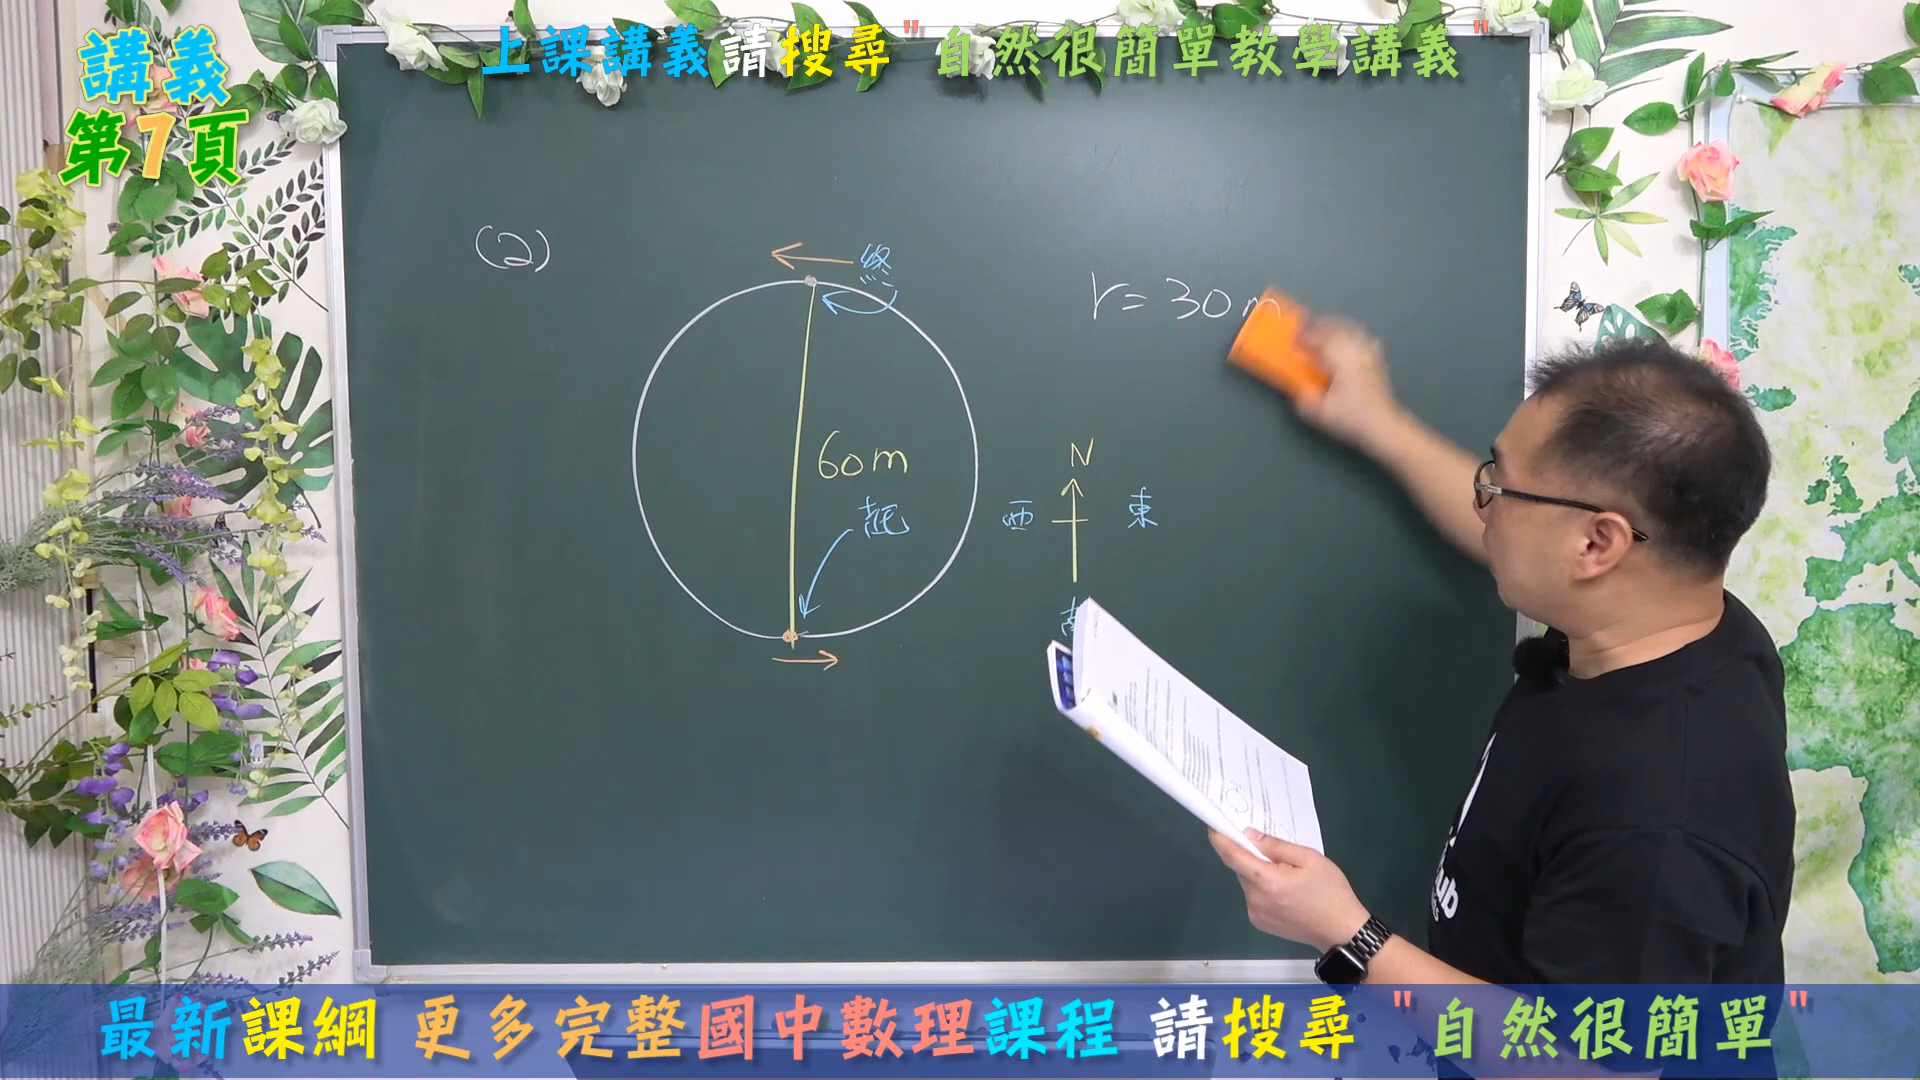 上課講義請搜尋"自然很簡單教學講義"
講義
第7頁
(2)
終
r = 30m
60m
N
起
西
東
ub
最新課綱 更多完整國中數理課程 請搜尋 "自然很簡單"